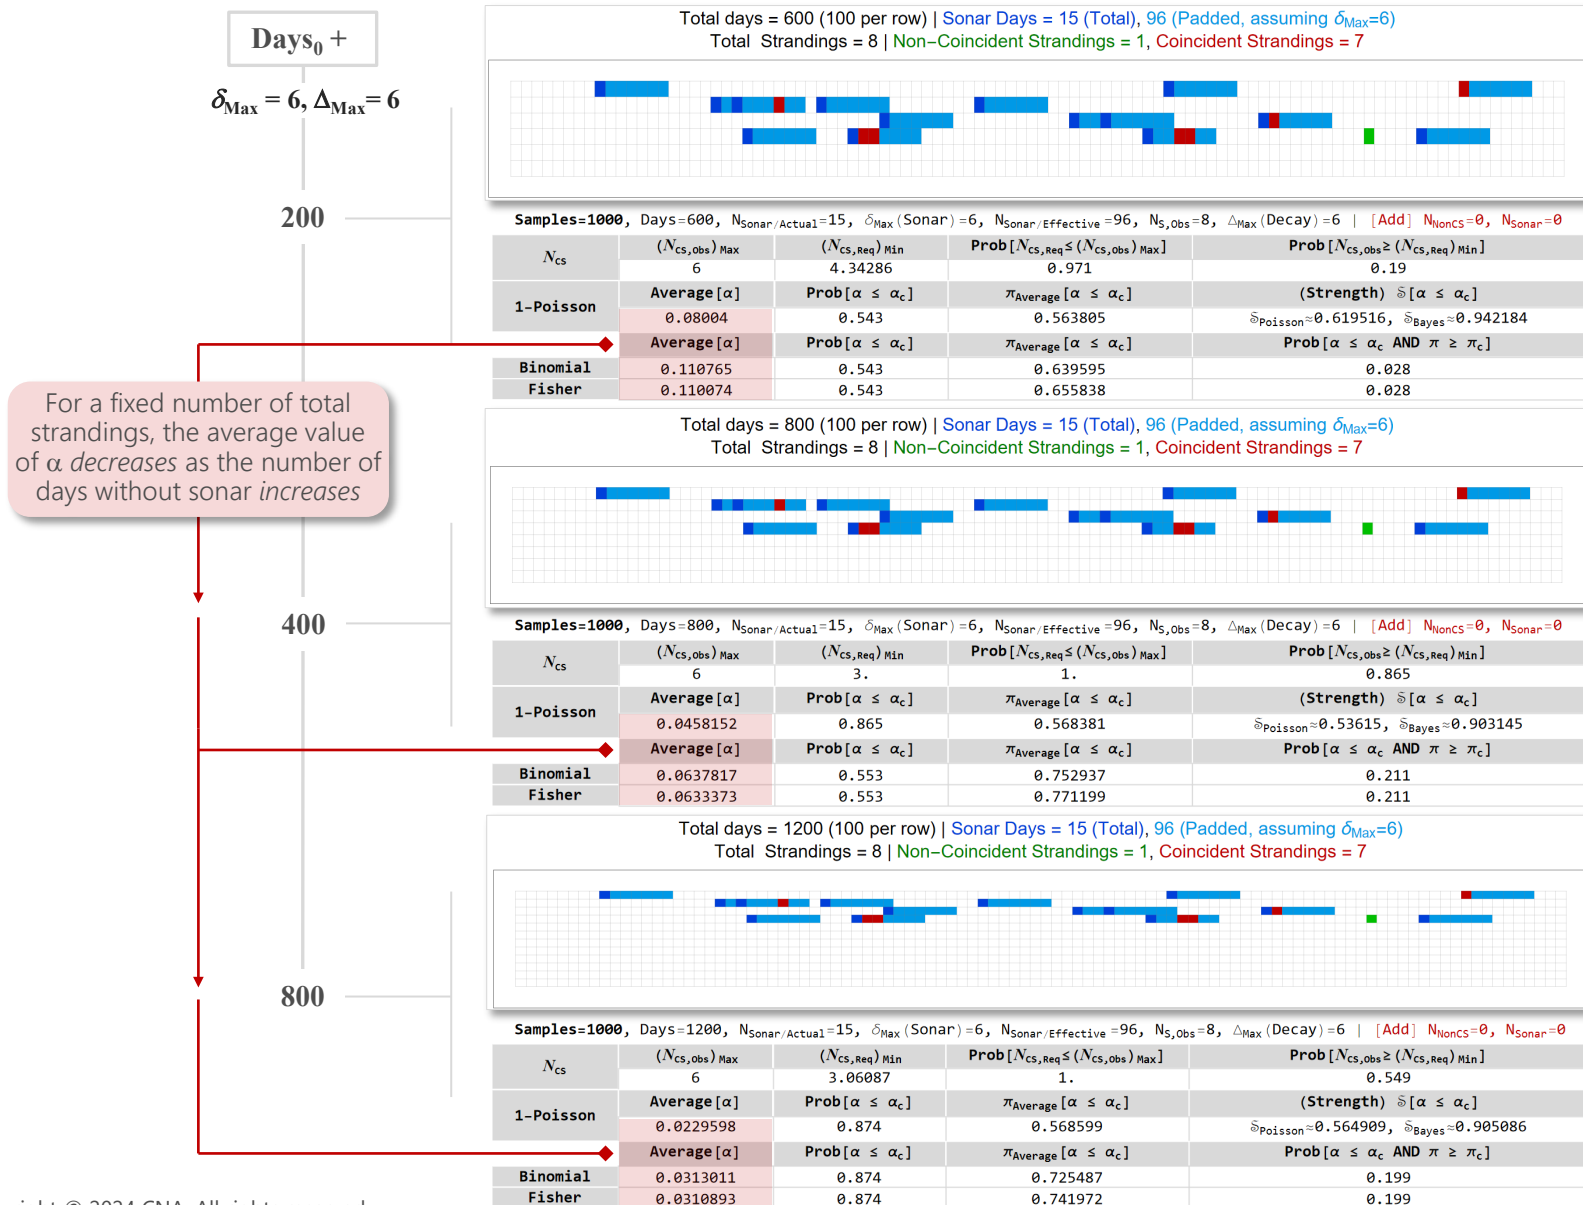 Days₀ +
δMax = 6, ΔMax= 6
200
400
800
For a fixed number of total
strandings, the average value
of α decreases as the number of
days without sonar increases
Total days = 600 (100 per row) | Sonar Days = 15 (Total), 96 (Padded, assuming δMax=6)
Total Strandings = 8 | Non−Coincident Strandings = 1, Coincident Strandings = 7
Samples=1000, Days=600, NSonar/Actual=15, δMax(Sonar)=6, NSonar/Effective=96, NS,Obs=8, ΔMax(Decay)=6 | [Add] NNonCS=0, NSonar=0
NCS (NCS,Obs)Max (NCS,Req)Min Prob[NCS,Req≤(NCS,Obs)Max] Prob[NCS,Obs≥(NCS,Req)Min]
6 4.34286 0.971 0.19
1-Poisson Average[α] Prob[α ≤ αc] πAverage[α ≤ αc] (Strength) 𝕊[α ≤ αc]
0.08004 0.543 0.563805 𝕊Poisson≈0.619516, 𝕊Bayes≈0.942184
Average[α] Prob[α ≤ αc] πAverage[α ≤ αc] Prob[α ≤ αc AND π ≥ πc]
Binomial 0.110765 0.543 0.639595 0.028
Fisher 0.110074 0.543 0.655838 0.028
Total days = 800 (100 per row) | Sonar Days = 15 (Total), 96 (Padded, assuming δMax=6)
Total Strandings = 8 | Non−Coincident Strandings = 1, Coincident Strandings = 7
Samples=1000, Days=800, NSonar/Actual=15, δMax(Sonar)=6, NSonar/Effective=96, NS,Obs=8, ΔMax(Decay)=6 | [Add] NNonCS=0, NSonar=0
NCS (NCS,Obs)Max (NCS,Req)Min Prob[NCS,Req≤(NCS,Obs)Max] Prob[NCS,Obs≥(NCS,Req)Min]
6 3. 1. 0.865
1-Poisson Average[α] Prob[α ≤ αc] πAverage[α ≤ αc] (Strength) 𝕊[α ≤ αc]
0.0458152 0.865 0.568381 𝕊Poisson≈0.53615, 𝕊Bayes≈0.903145
Average[α] Prob[α ≤ αc] πAverage[α ≤ αc] Prob[α ≤ αc AND π ≥ πc]
Binomial 0.0637817 0.553 0.752937 0.211
Fisher 0.0633373 0.553 0.771199 0.211
Total days = 1200 (100 per row) | Sonar Days = 15 (Total), 96 (Padded, assuming δMax=6)
Total Strandings = 8 | Non−Coincident Strandings = 1, Coincident Strandings = 7
Samples=1000, Days=1200, NSonar/Actual=15, δMax(Sonar)=6, NSonar/Effective=96, NS,Obs=8, ΔMax(Decay)=6 | [Add] NNonCS=0, NSonar=0
NCS (NCS,Obs)Max (NCS,Req)Min Prob[NCS,Req≤(NCS,Obs)Max] Prob[NCS,Obs≥(NCS,Req)Min]
6 3.06087 1. 0.549
1-Poisson Average[α] Prob[α ≤ αc] πAverage[α ≤ αc] (Strength) 𝕊[α ≤ αc]
0.0229598 0.874 0.568599 𝕊Poisson≈0.564909, 𝕊Bayes≈0.905086
Average[α] Prob[α ≤ αc] πAverage[α ≤ αc] Prob[α ≤ αc AND π ≥ πc]
Binomial 0.0313011 0.874 0.725487 0.199
Fisher 0.0310893 0.874 0.741972 0.199